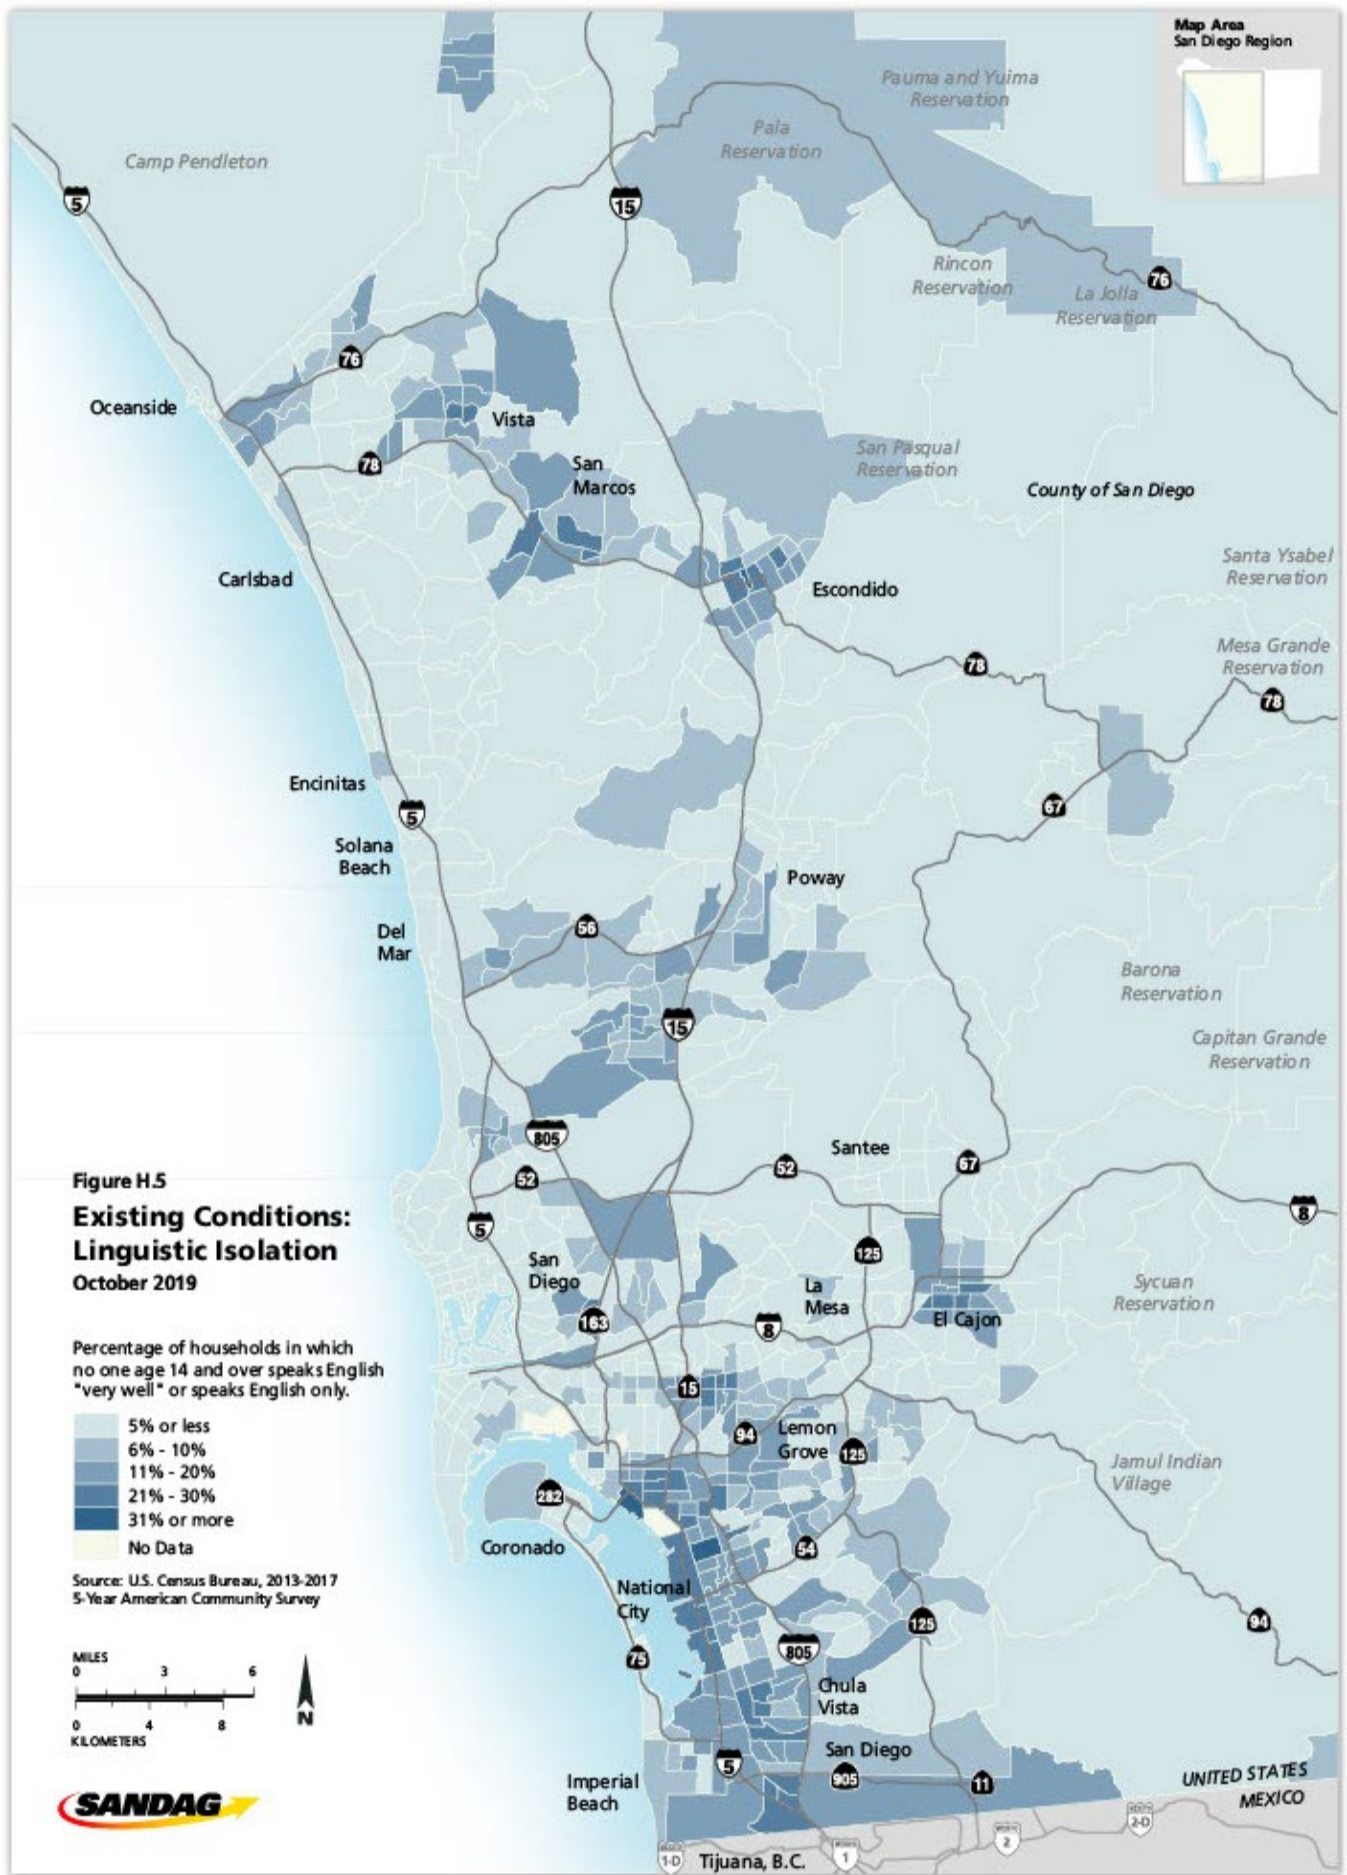 Map Area
San Diego Region
Pauma and Yuima
Reservation
Pala
Reservation
Camp Pendleton
5
15
Rincon
Reservation
La Jolla
Reservation
76
76
Oceanside
Vista
78
San
Marcos
San Pasqual
Reservation
County of San Diego
Santa Ysabel
Reservation
Carlsbad
Escondido
Mesa Grande
Reservation
78
78
Encinitas
5
67
Solana
Beach
Poway
Del
Mar
56
Barona
Reservation
15
Capitan Grande
Reservation
805
Santee
52
52
67
5
8
San
Diego
125
La
Mesa
Sycuan
Reservation
163
8
El Cajon
15
94
Lemon
Grove
125
Jamul Indian
Village
282
Coronado
54
National
City
125
94
75
805
Chula
Vista
San Diego
5
905
11
Imperial
Beach
UNITED STATES
MEXICO
1-D
Tijuana, B.C.
MEXICO
1
MEXICO
2
MEXICO
2-D
Figure H.5
Existing Conditions:
Linguistic Isolation
October 2019
Percentage of households in which
no one age 14 and over speaks English
"very well" or speaks English only.
5% or less
6% - 10%
11% - 20%
21% - 30%
31% or more
No Data
Source: U.S. Census Bureau, 2013-2017
5-Year American Community Survey
MILES
0 3 6
0 4 8
KILOMETERS
N
SANDAG